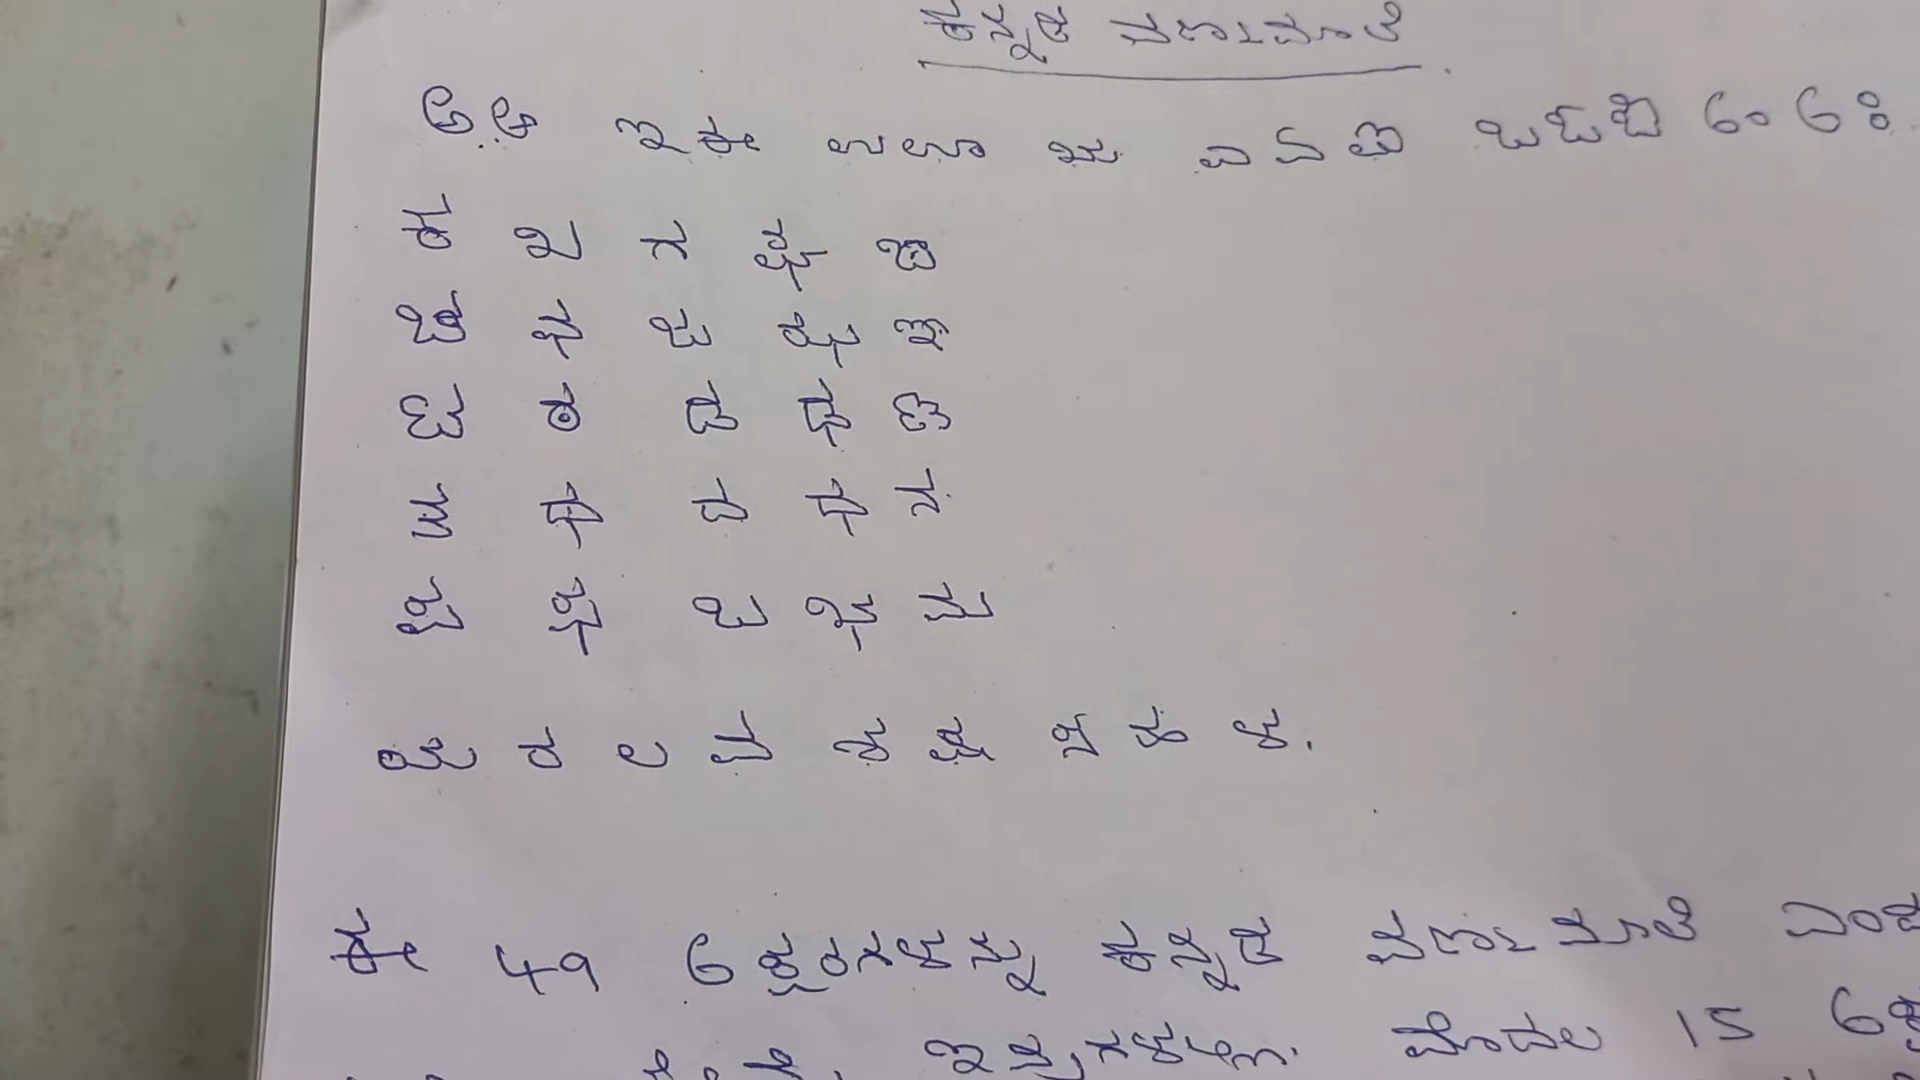 ಕನ್ನಡ ವರ್ಣಮಾಲೆ
ಅ ಆ ಇ ಈ ಉ ಊ ಋ ಎ ಏ ಐ ಒ ಓ ಔ ಅಂ ಅಃ
ಕ ಖ ಗ ಘ ಙ
ಚ ಛ ಜ ಝ ಞ
ಟ ಠ ಡ ಢ ಣ
ತ ಥ ದ ಧ ನ
ಪ ಫ ಬ ಭ ಮ
ಯ ರ ಲ ವ ಶ ಷ ಸ ಹ ಳ.
ಈ 49 ಅಕ್ಷರಗಳನ್ನು ಕನ್ನಡ ವರ್ಣಮಾಲೆ
ಮೊದಲ 15